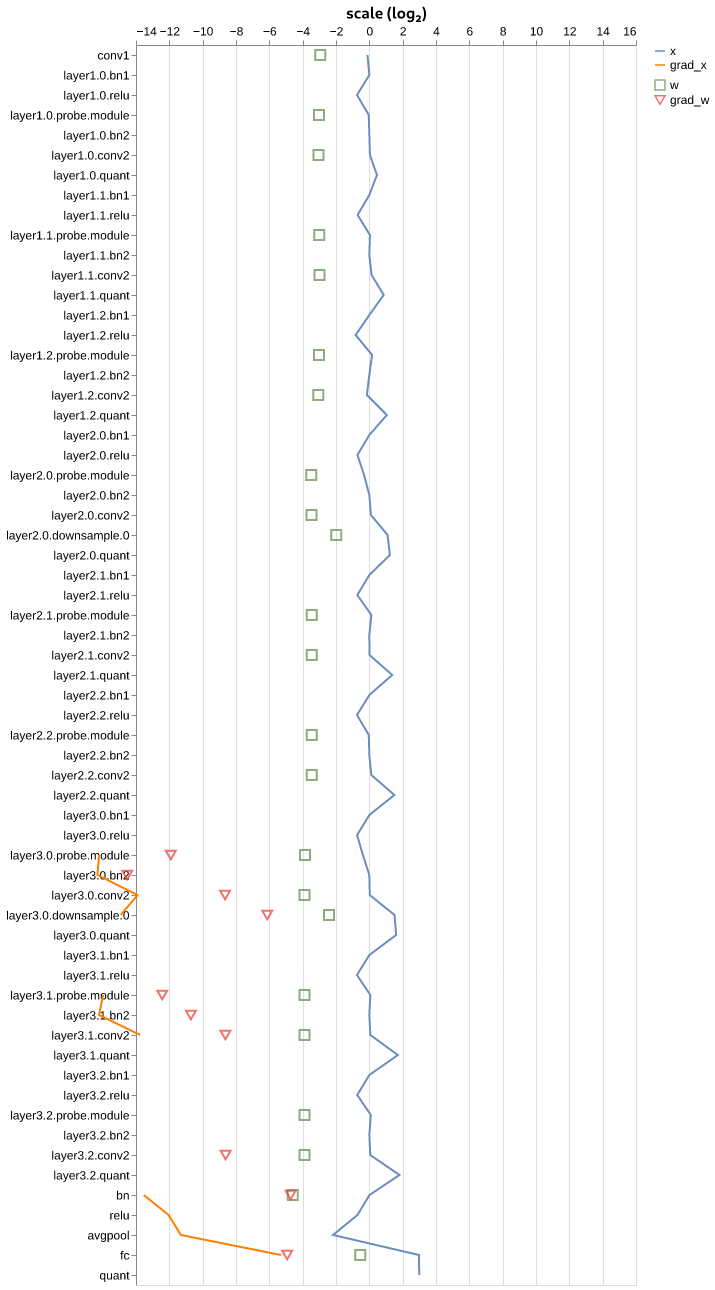 scale (log₂)
−14 −12 −10 −8 −6 −4 −2 0 2 4 6 8 10 12 14 16
x
grad_x
w
grad_w
conv1
layer1.0.bn1
layer1.0.relu
layer1.0.probe.module
layer1.0.bn2
layer1.0.conv2
layer1.0.quant
layer1.1.bn1
layer1.1.relu
layer1.1.probe.module
layer1.1.bn2
layer1.1.conv2
layer1.1.quant
layer1.2.bn1
layer1.2.relu
layer1.2.probe.module
layer1.2.bn2
layer1.2.conv2
layer1.2.quant
layer2.0.bn1
layer2.0.relu
layer2.0.probe.module
layer2.0.bn2
layer2.0.conv2
layer2.0.downsample.0
layer2.0.quant
layer2.1.bn1
layer2.1.relu
layer2.1.probe.module
layer2.1.bn2
layer2.1.conv2
layer2.1.quant
layer2.2.bn1
layer2.2.relu
layer2.2.probe.module
layer2.2.bn2
layer2.2.conv2
layer2.2.quant
layer3.0.bn1
layer3.0.relu
layer3.0.probe.module
layer3.0.bn2
layer3.0.conv2
layer3.0.downsample.0
layer3.0.quant
layer3.1.bn1
layer3.1.relu
layer3.1.probe.module
layer3.1.bn2
layer3.1.conv2
layer3.1.quant
layer3.2.bn1
layer3.2.relu
layer3.2.probe.module
layer3.2.bn2
layer3.2.conv2
layer3.2.quant
bn
relu
avgpool
fc
quant